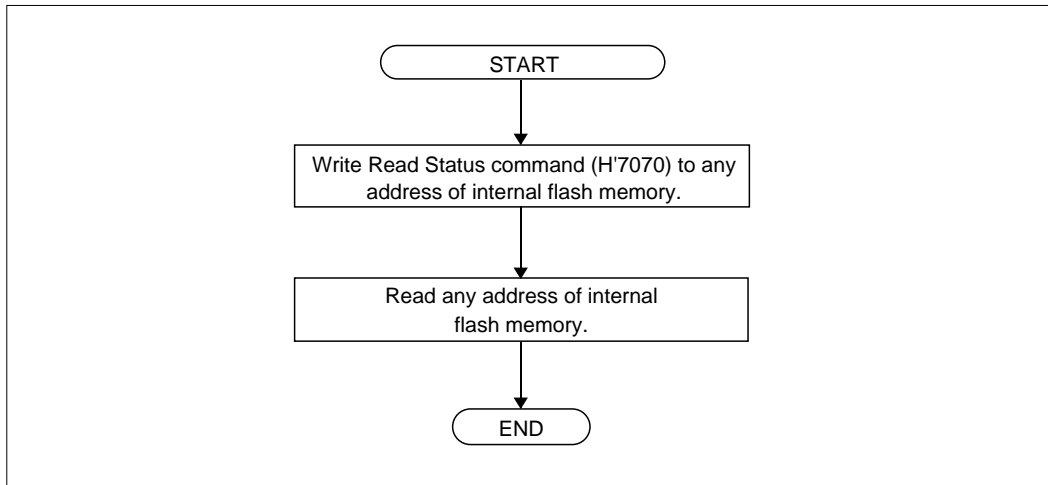 START
Write Read Status command (H'7070) to any
address of internal flash memory.
Read any address of internal
flash memory.
END